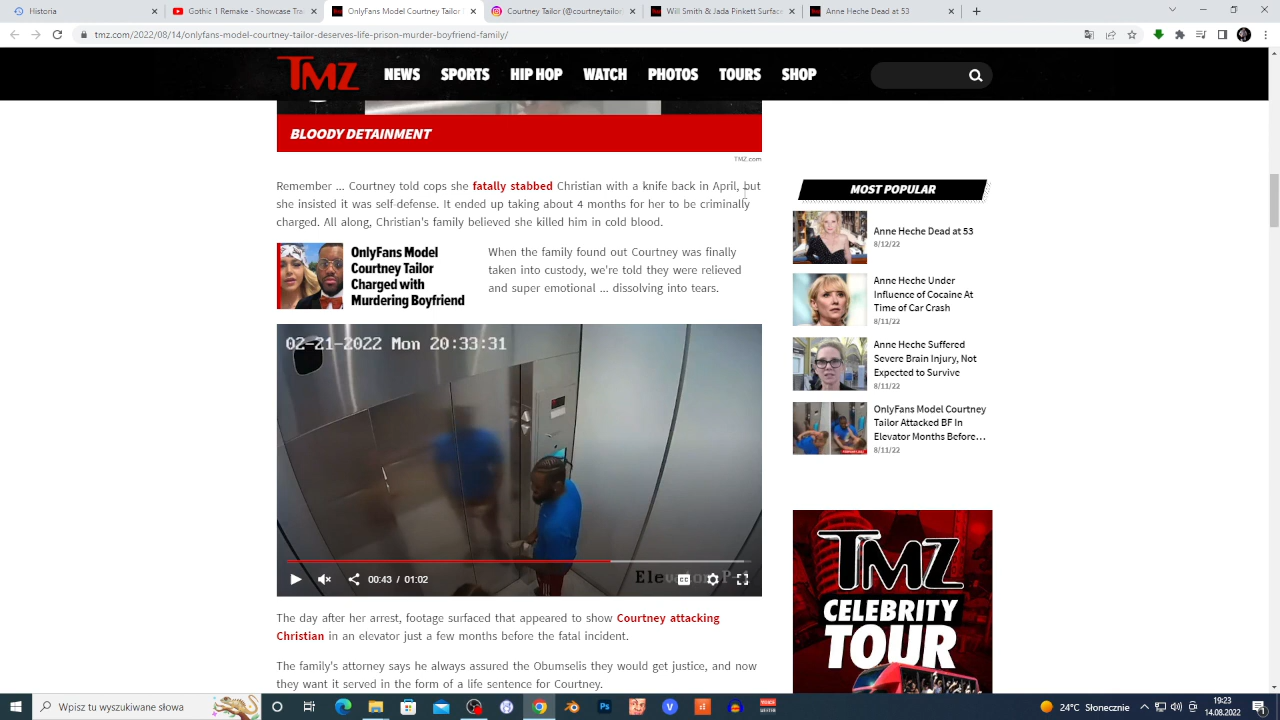 Historia
Gothic 1 Remake - Showcase Tra
OnlyFans Model Courtney Tailor
Tailor (@courtneybabex
Will Smith & Jada Pinkett Surface
Anne Heche Dead at 53
tmz.com/2022/08/14/onlyfans-model-courtney-tailor-deserves-life-prison-murder-boyfriend-family/
TMZ NEWS SPORTS HIP HOP WATCH PHOTOS TOURS SHOP
BLOODY DETAINMENT
TMZ.com
Remember ... Courtney told cops she fatally stabbed Christian with a knife back in April, but
she insisted it was self-defense. It ended up taking about 4 months for her to be criminally
charged. All along, Christian's family believed she killed him in cold blood.
OnlyFans Model
Courtney Tailor
Charged with
Murdering Boyfriend
When the family found out Courtney was finally
taken into custody, we're told they were relieved
and super emotional ... dissolving into tears.
02-21-2022 Mon 20:33:31
00:43 / 01:02
The day after her arrest, footage surfaced that appeared to show Courtney attacking
Christian in an elevator just a few months before the fatal incident.
The family's attorney says he always assured the Obumselis they would get justice, and now
they want it served in the form of a life sentence for Courtney.
MOST POPULAR
Anne Heche Dead at 53
8/12/22
Anne Heche Under
Influence of Cocaine At
Time of Car Crash
8/11/22
Anne Heche Suffered
Severe Brain Injury, Not
Expected to Survive
8/11/22
OnlyFans Model Courtney
Tailor Attacked BF In
Elevator Months Before...
8/11/22
TMZ
CELEBRITY
TOUR
Wpisz tu wyszukiwane słowa
24°C Słonecznie
19:23
14.08.2022